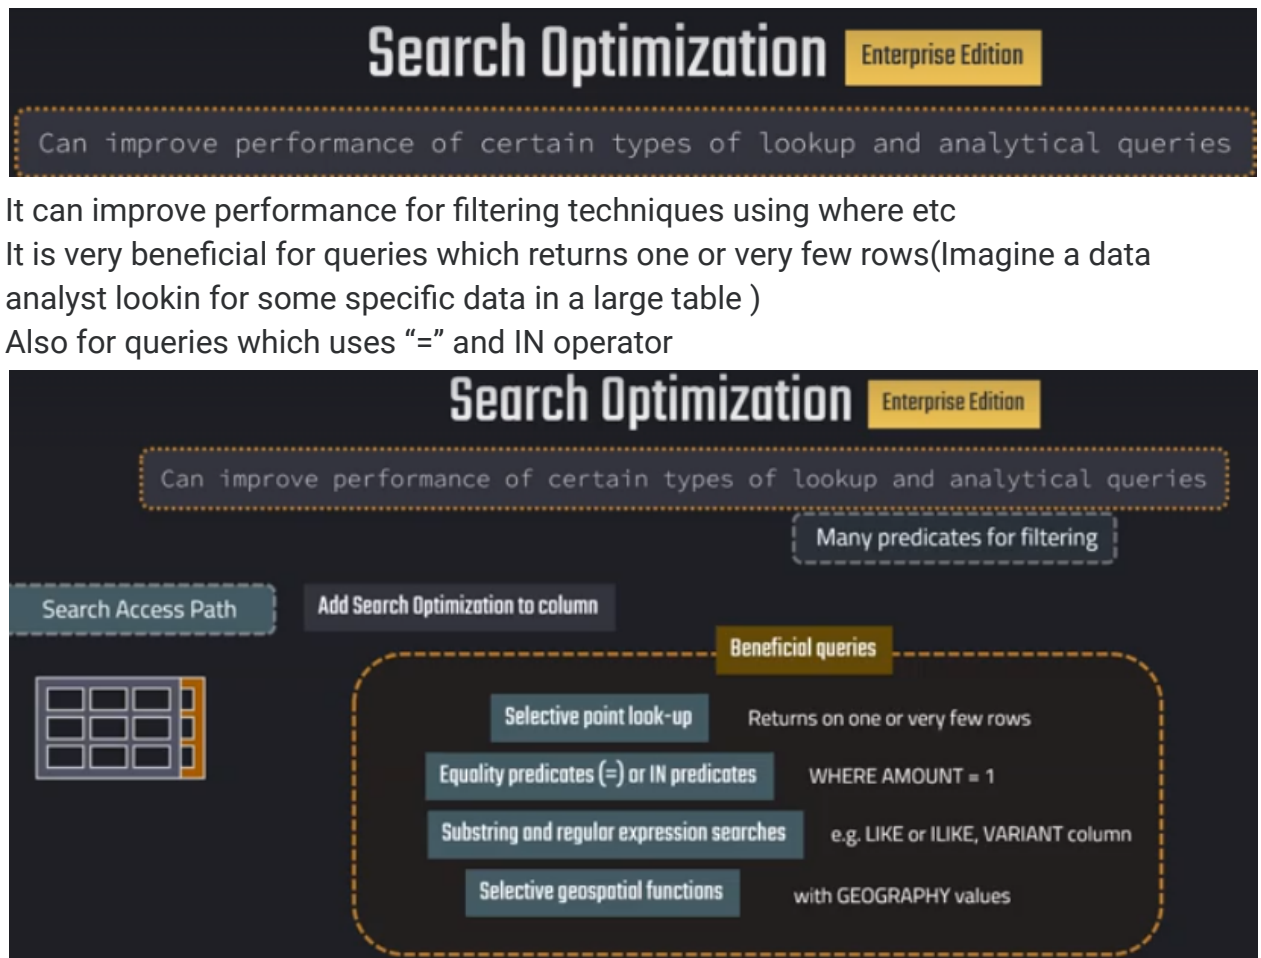 Search Optimization Enterprise Edition
Can improve performance of certain types of lookup and analytical queries
It can improve performance for filtering techniques using where etc
It is very beneficial for queries which returns one or very few rows(Imagine a data
analyst lookin for some specific data in a large table )
Also for queries which uses “=” and IN operator
Search Optimization Enterprise Edition
Can improve performance of certain types of lookup and analytical queries
Many predicates for filtering
Search Access Path Add Search Optimization to column
Beneficial queries
Selective point look-up Returns on one or very few rows
Equality predicates (=) or IN predicates WHERE AMOUNT = 1
Substring and regular expression searches e.g. LIKE or ILIKE, VARIANT column
Selective geospatial functions with GEOGRAPHY values